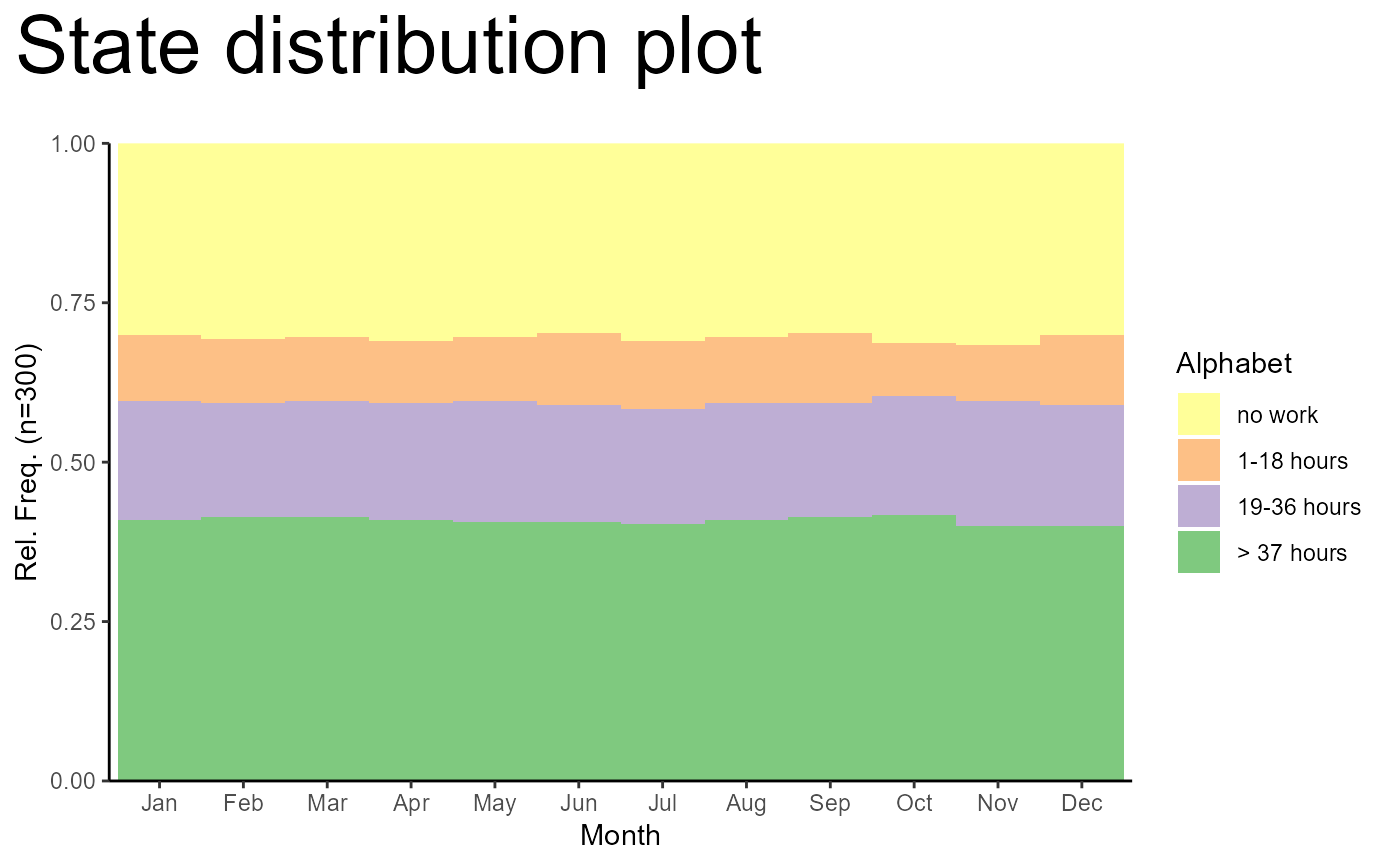 State distribution plot
1.00
0.75
0.50
0.25
0.00
Rel. Freq. (n=300)
Jan Feb Mar Apr May Jun Jul Aug Sep Oct Nov Dec
Month
Alphabet
no work
1-18 hours
19-36 hours
> 37 hours